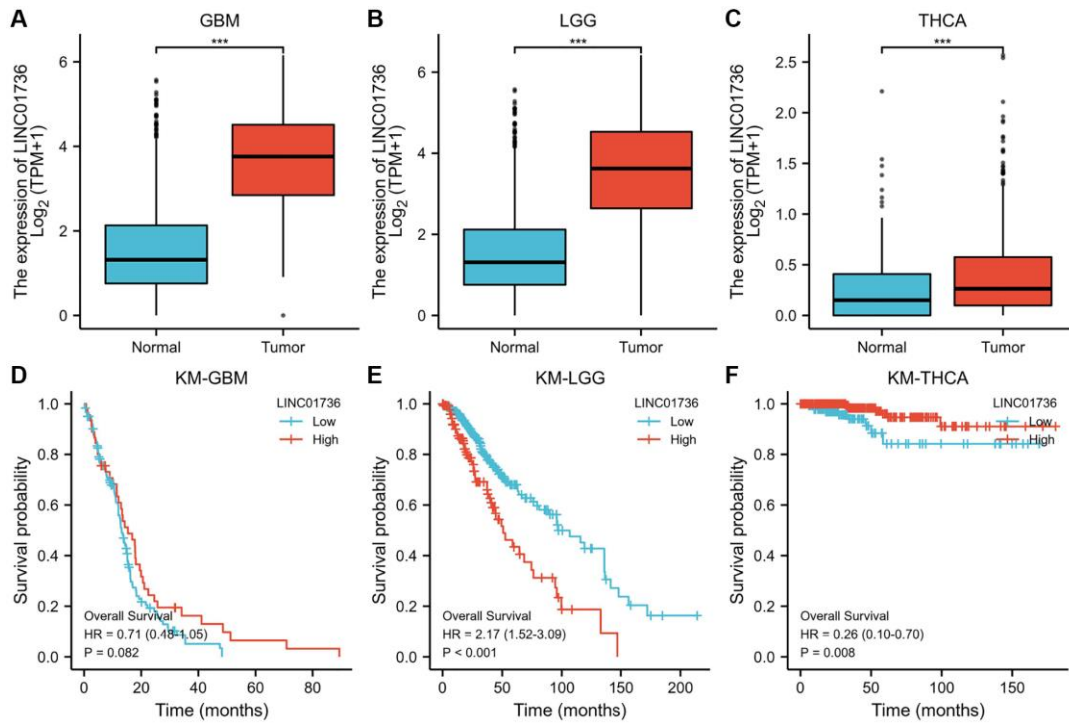 A
GBM
***
The expression of LINC01736
Log2 (TPM+1)
6
4
2
0
Normal
Tumor
B
LGG
***
The expression of LINC01736
Log2 (TPM+1)
6
4
2
0
Normal
Tumor
C
THCA
***
The expression of LINC01736
Log2 (TPM+1)
2.5
2.0
1.5
1.0
0.5
0.0
Normal
Tumor
D
KM-GBM
LINC01736
Low
High
Survival probability
1.0
0.8
0.6
0.4
0.2
0.0
Overall Survival
HR = 0.71 (0.48-1.05)
P = 0.082
0
20
40
60
80
Time (months)
E
KM-LGG
LINC01736
Low
High
Survival probability
1.0
0.8
0.6
0.4
0.2
0.0
Overall Survival
HR = 2.17 (1.52-3.09)
P < 0.001
0
50
100
150
200
Time (months)
F
KM-THCA
LINC01736
Low
High
Survival probability
1.0
0.8
0.6
0.4
0.2
0.0
Overall Survival
HR = 0.26 (0.10-0.70)
P = 0.008
0
50
100
150
Time (months)